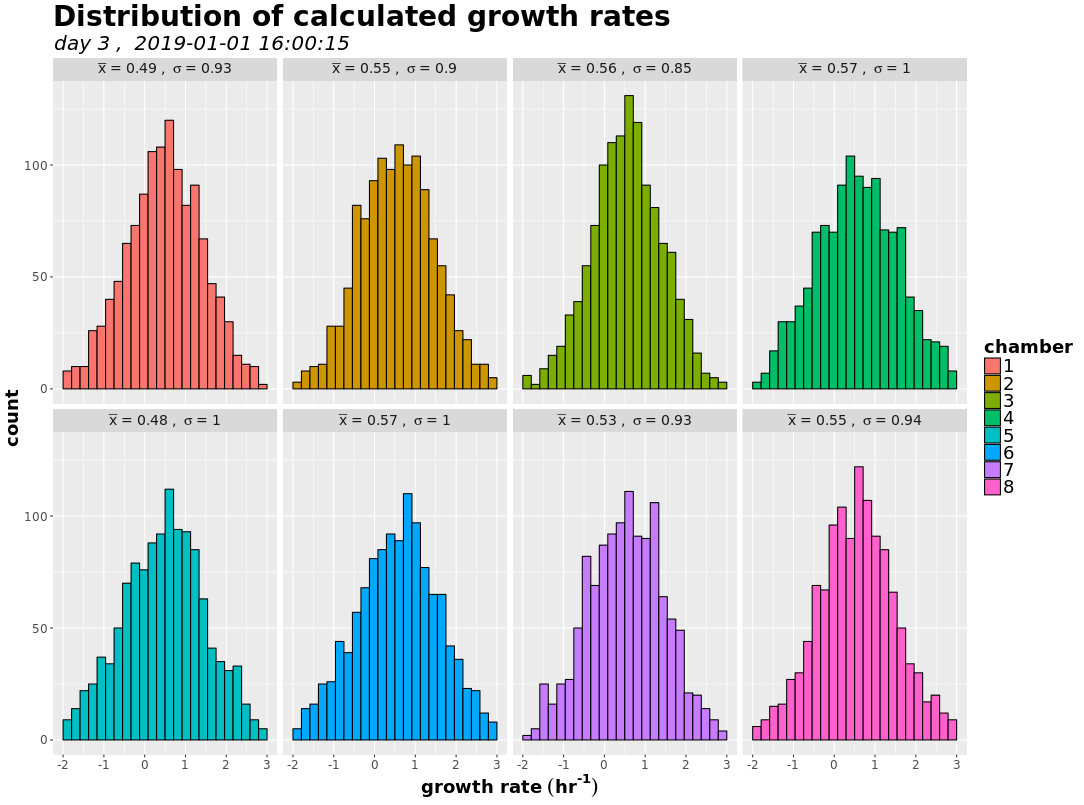 Distribution of calculated growth rates
day 3 ,  2019-01-01 16:00:15
x̅ = 0.49 ,  σ = 0.93
x̅ = 0.55 ,  σ = 0.9
x̅ = 0.56 ,  σ = 0.85
x̅ = 0.57 ,  σ = 1
100
50
0
x̅ = 0.48 ,  σ = 1
x̅ = 0.57 ,  σ = 1
x̅ = 0.53 ,  σ = 0.93
x̅ = 0.55 ,  σ = 0.94
100
50
0
-2 -1 0 1 2 3
-2 -1 0 1 2 3
-2 -1 0 1 2 3
-2 -1 0 1 2 3
growth rate (hr⁻¹)
count
chamber
1
2
3
4
5
6
7
8